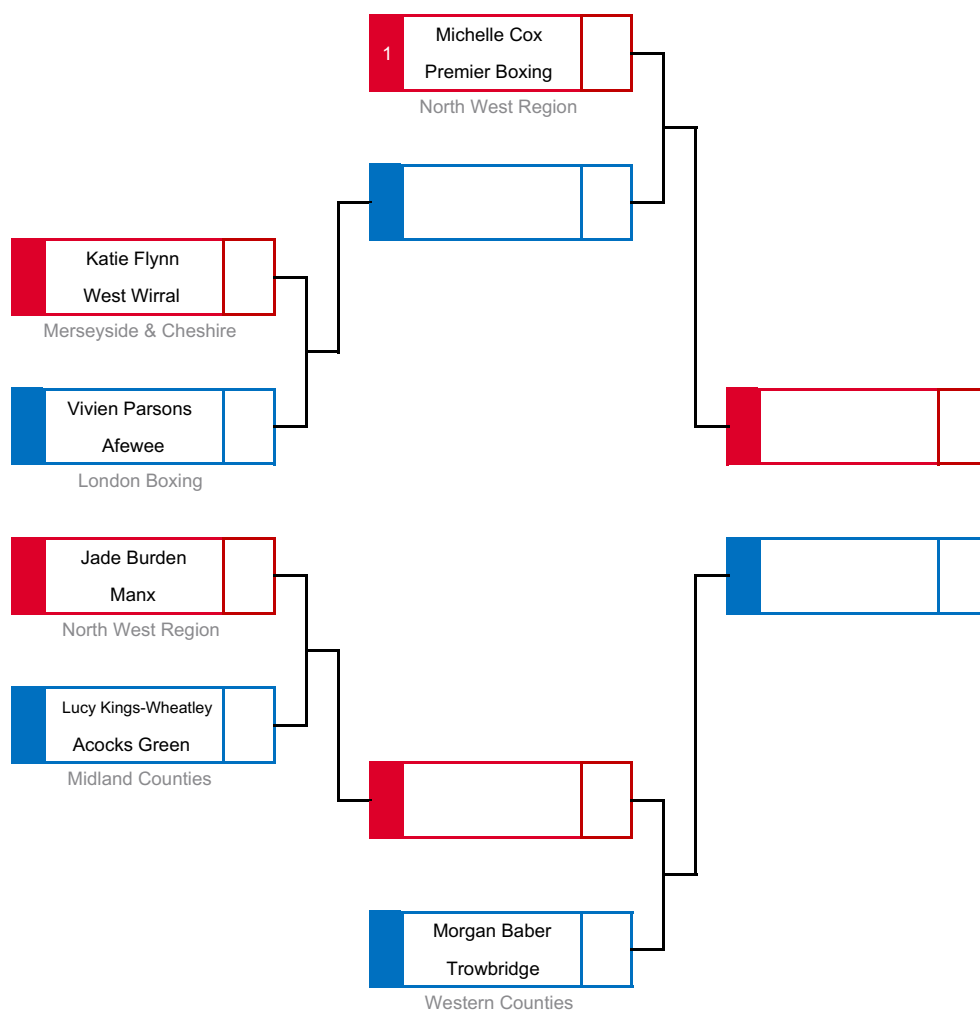 1
Michelle Cox
Premier Boxing
North West Region
Katie Flynn
West Wirral
Merseyside & Cheshire
Vivien Parsons
Afewee
London Boxing
Jade Burden
Manx
North West Region
Lucy Kings-Wheatley
Acocks Green
Midland Counties
Morgan Baber
Trowbridge
Western Counties